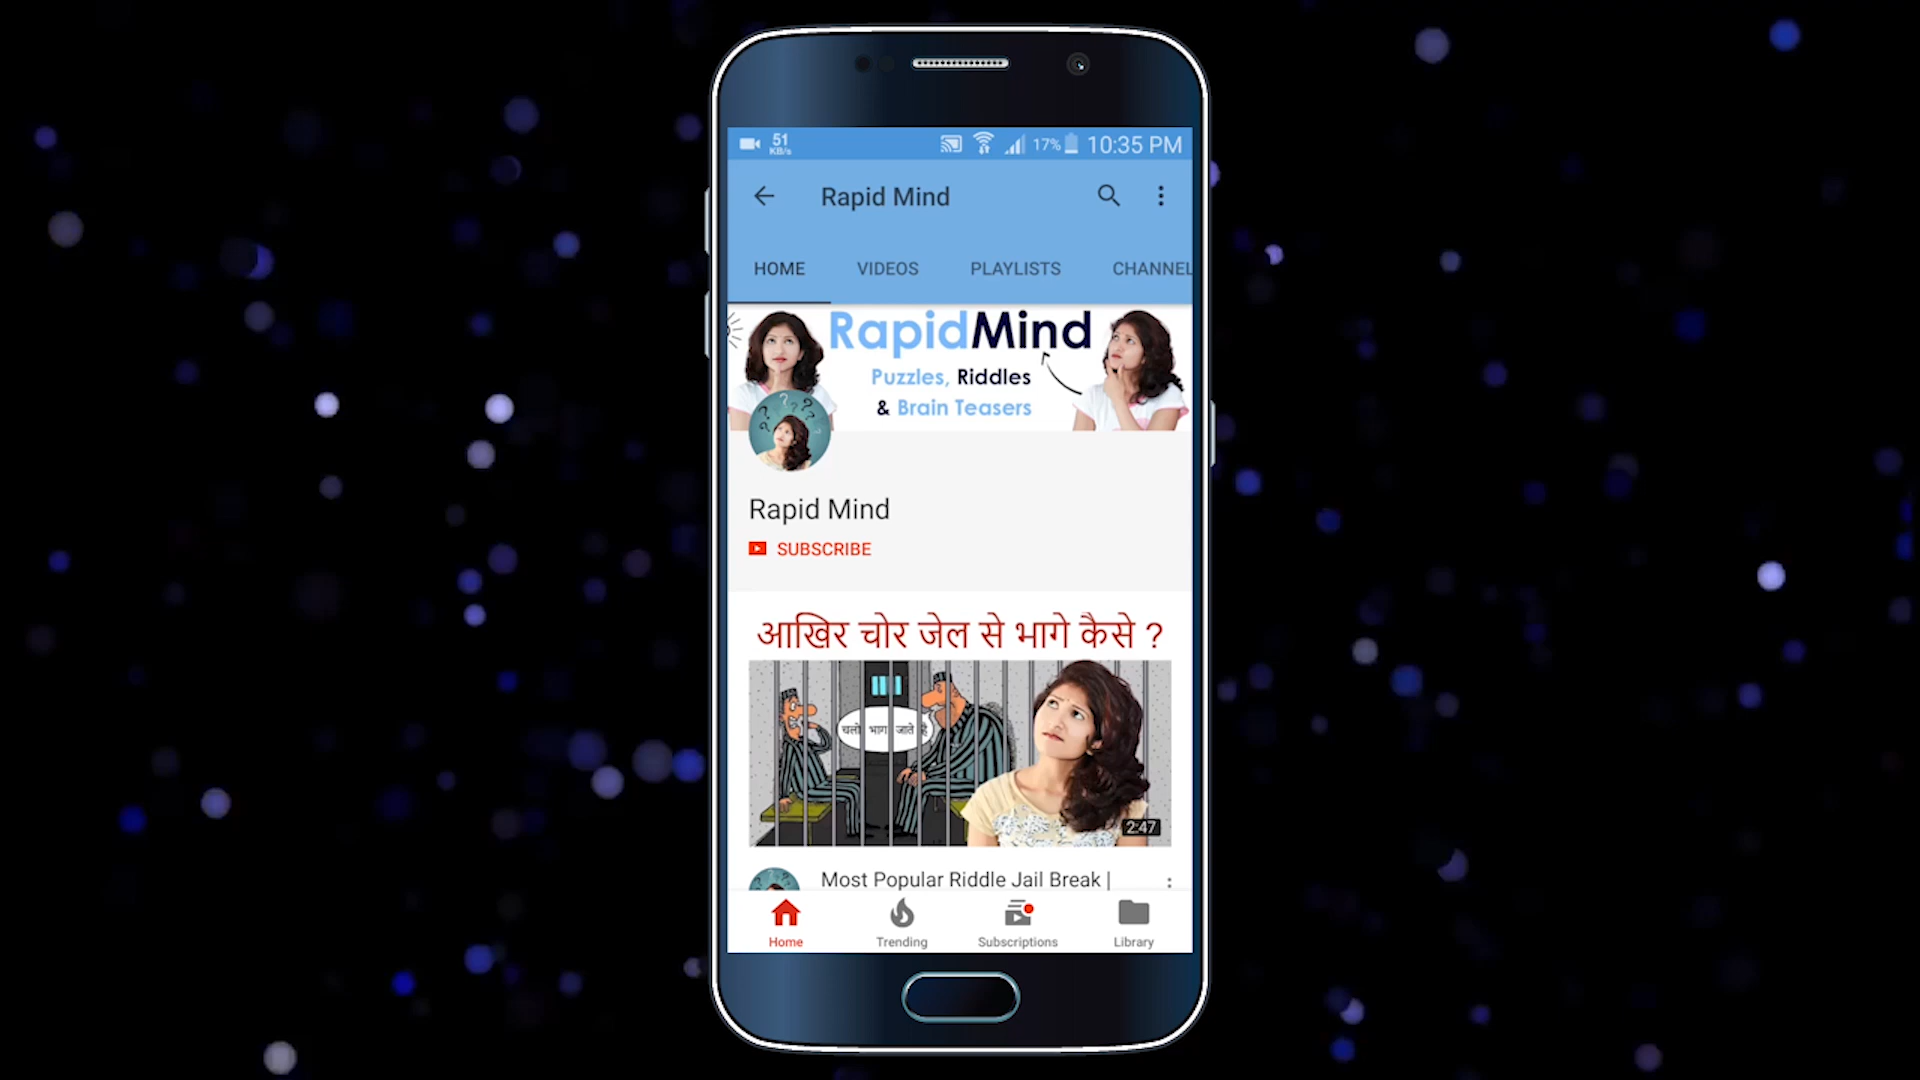 51
KB/s
17%
10:35 PM
Rapid Mind
HOME
VIDEOS
PLAYLISTS
CHANNEL
RapidMind
Puzzles, Riddles
& Brain Teasers
Rapid Mind
SUBSCRIBE
आखिर चोर जेल से भागे कैसे ?
चलो भाग जाते है
2:47
Most Popular Riddle Jail Break |
Home
Trending
Subscriptions
Library